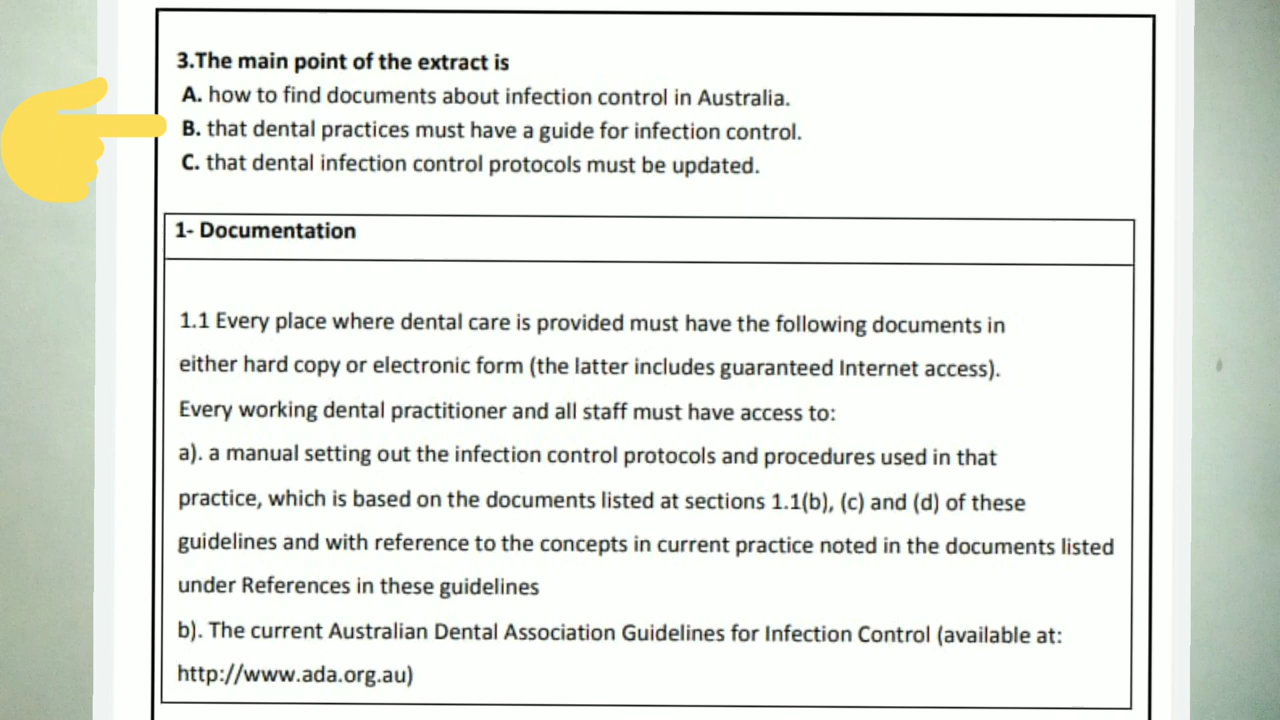 3.The main point of the extract is
A. how to find documents about infection control in Australia.
B. that dental practices must have a guide for infection control.
C. that dental infection control protocols must be updated.
1- Documentation
1.1 Every place where dental care is provided must have the following documents in
either hard copy or electronic form (the latter includes guaranteed Internet access).
Every working dental practitioner and all staff must have access to:
a). a manual setting out the infection control protocols and procedures used in that
practice, which is based on the documents listed at sections 1.1(b), (c) and (d) of these
guidelines and with reference to the concepts in current practice noted in the documents listed
under References in these guidelines
b). The current Australian Dental Association Guidelines for Infection Control (available at:
http://www.ada.org.au)